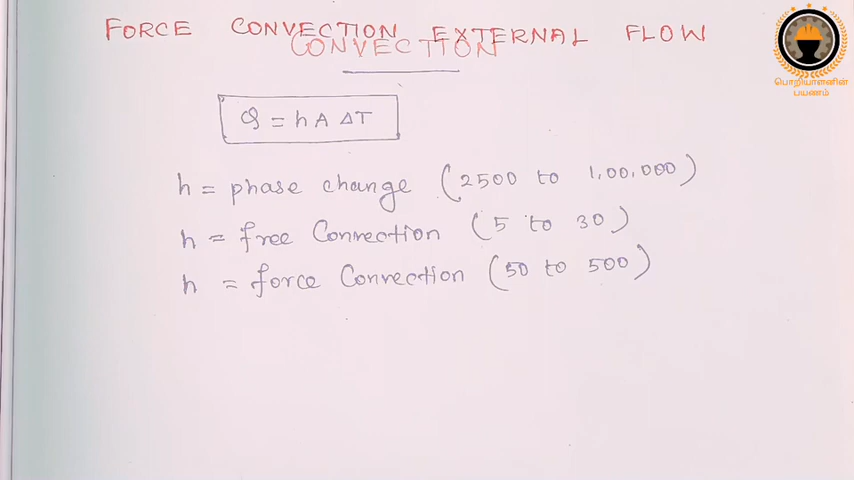 FORCE CONVECTION EXTERNAL FLOW
CONVECTION
Q = h A ΔT
h = phase change (2500 to 1,00,000)
h = free Convection (5 to 30)
h = force Convection (50 to 500)
பொறியாளனின்
பயணம்